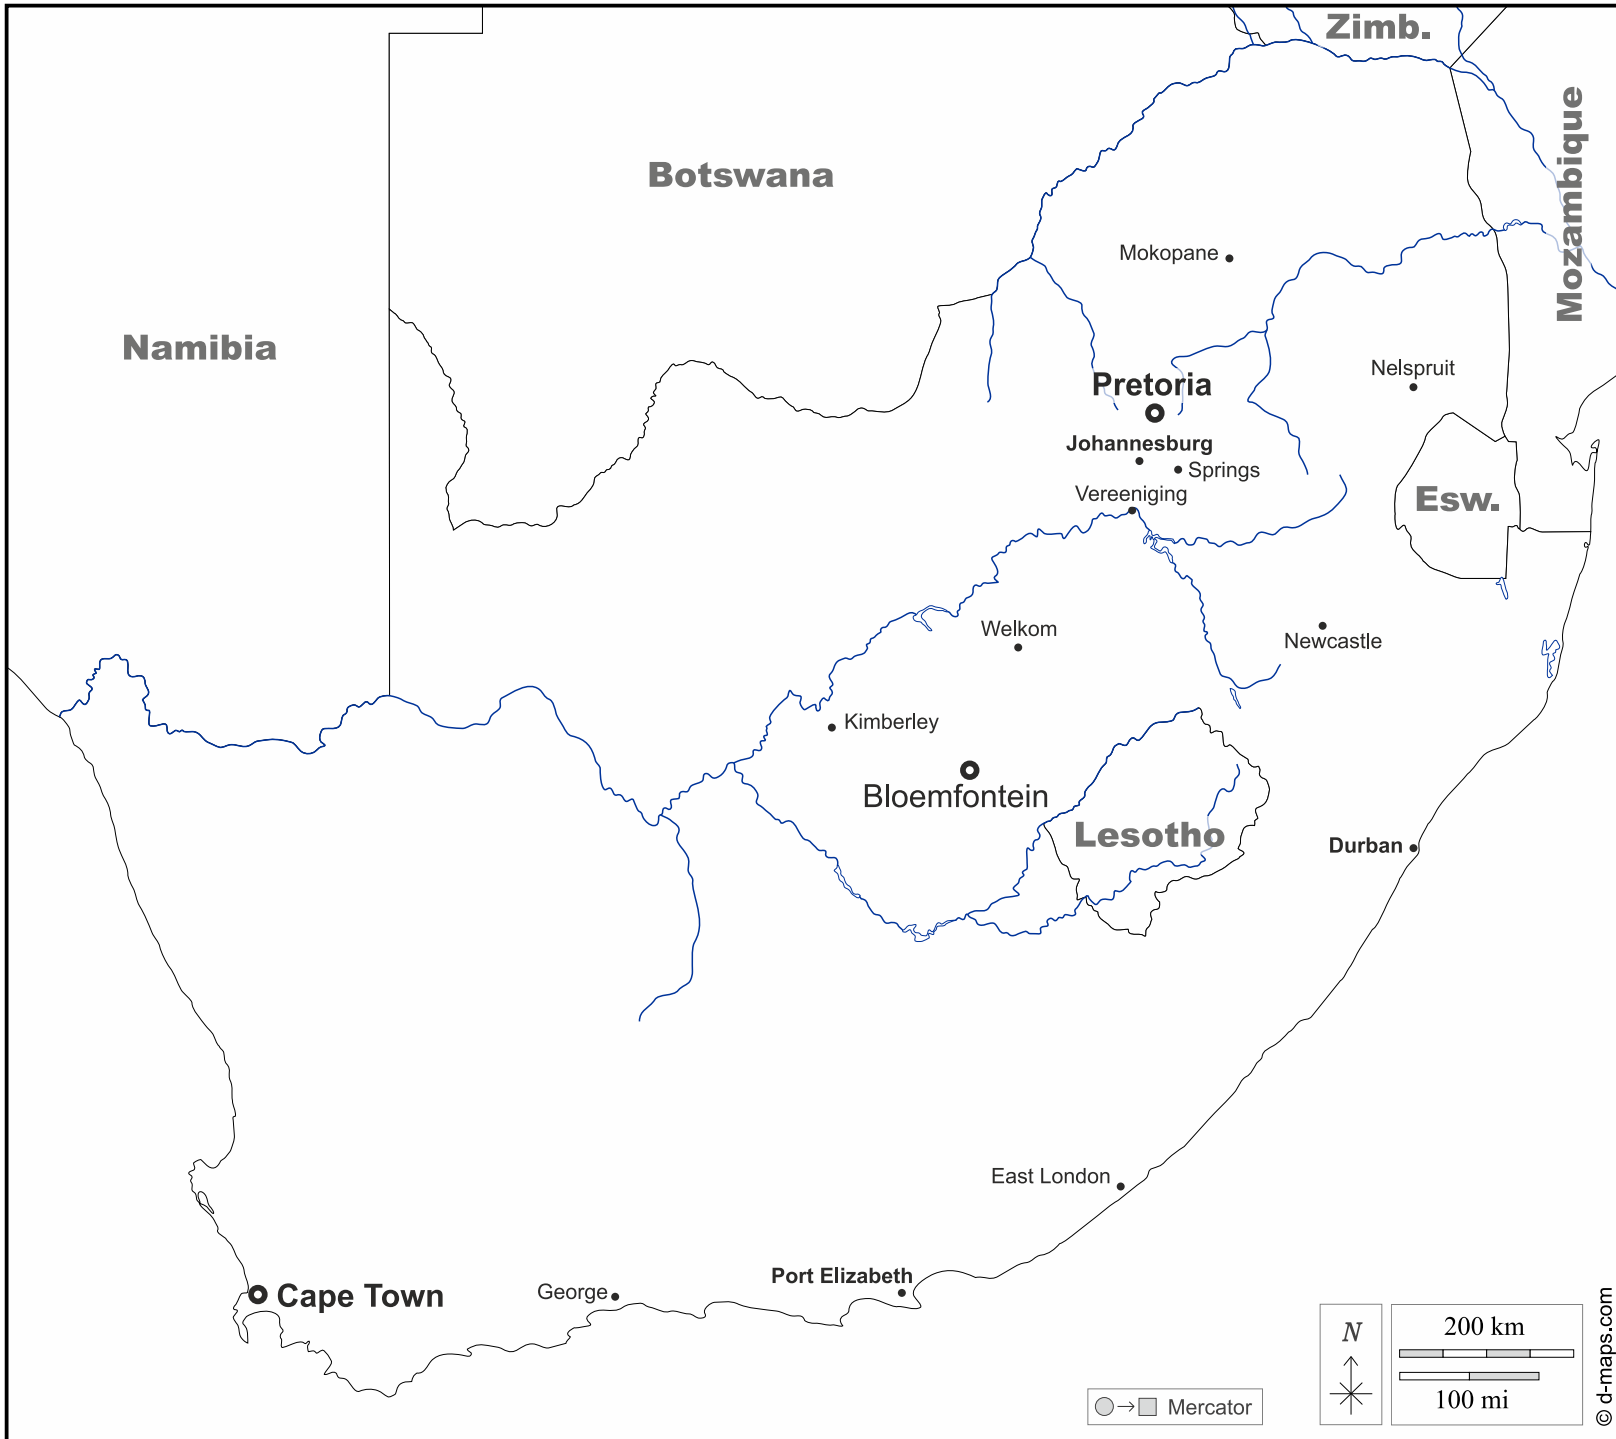 Zimb.
Mozambique
Botswana
Mokopane
Namibia
Nelspruit
Pretoria
Johannesburg
Springs
Vereeniging
Esw.
Welkom
Newcastle
Kimberley
Bloemfontein
Lesotho
Durban
East London
Port Elizabeth
George
Cape Town
N
200 km
100 mi
Mercator
© d-maps.com